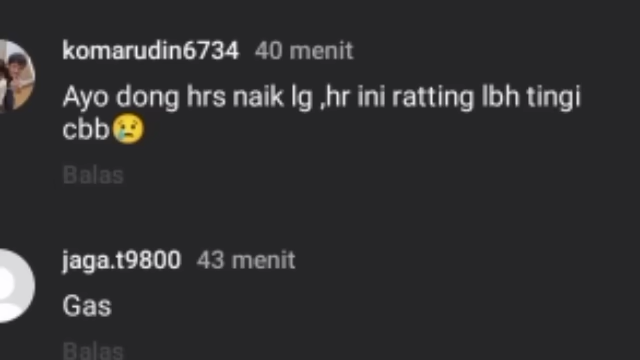 komarudin6734 40 menit
Ayo dong hrs naik lg ,hr ini ratting lbh tingi
cbb😢
Balas
jaga.t9800 43 menit
Gas
Balas